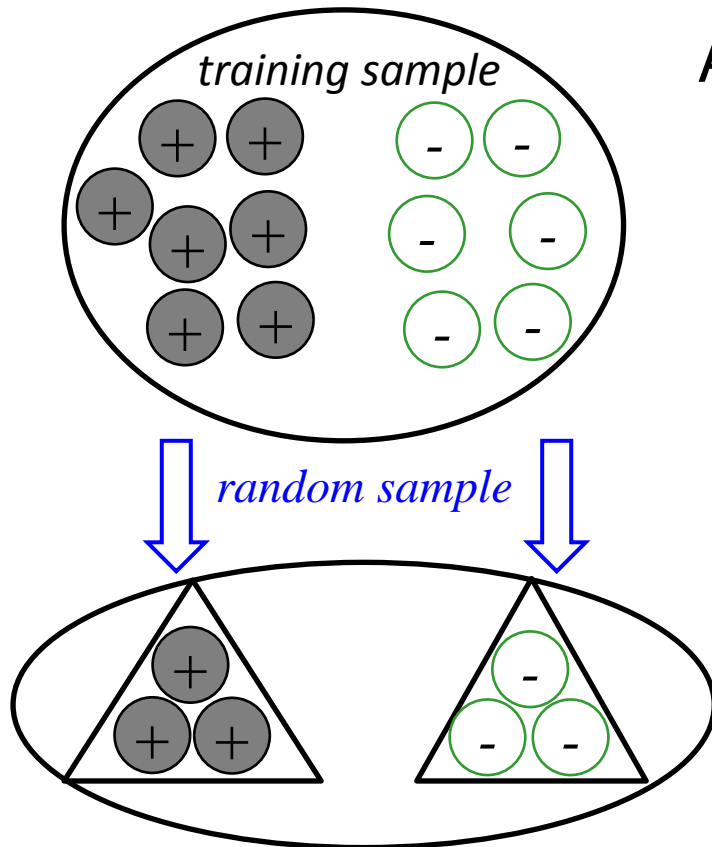 training sample A
+ + - -
+
+ + - -
+ + - -
random sample
+ -
+ + - -